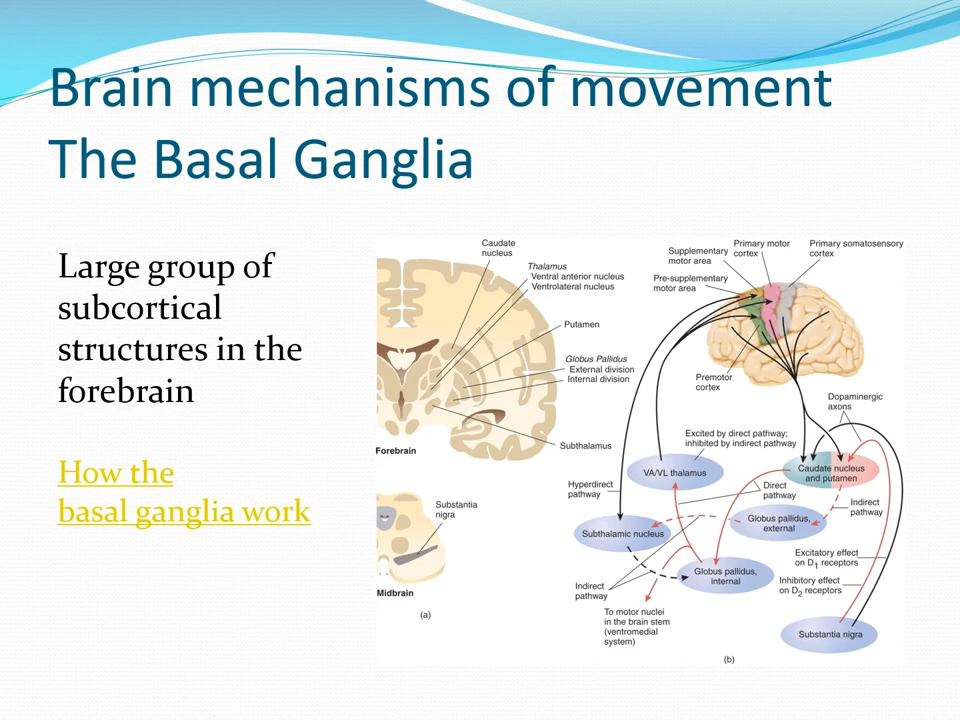 Brain mechanisms of movement
The Basal Ganglia
Large group of
subcortical
structures in the
forebrain
How the
basal ganglia work
Caudate
nucleus
Thalamus
Ventral anterior nucleus
Ventrolateral nucleus
Putamen
Globus Pallidus
External division
Internal division
Subthalamus
Forebrain
Substantia
nigra
Midbrain
(a)
Supplementary
motor area
Primary motor
cortex
Primary somatosensory
cortex
Pre-supplementary
motor area
Premotor
cortex
Dopaminergic
axons
Excited by direct pathway;
inhibited by indirect pathway
VA/VL thalamus
Caudate nucleus
and putamen
Hyperdirect
pathway
Direct
pathway
Indirect
pathway
Globus pallidus,
external
Subthalamic nucleus
Excitatory effect
on D1 receptors
Globus pallidus,
internal
Inhibitory effect
on D2 receptors
Indirect
pathway
To motor nuclei
in the brain stem
(ventromedial
system)
Substantia nigra
(b)